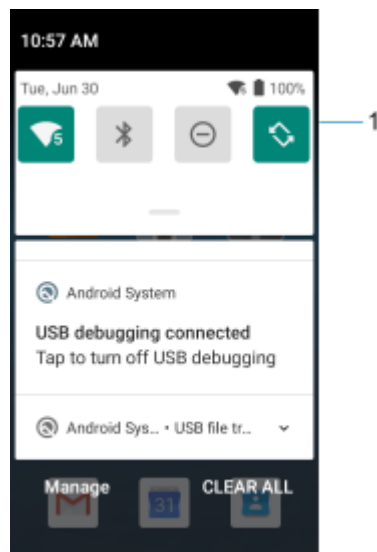 10:57 AM
Tue, Jun 30
100%
5
1
Android System
USB debugging connected
Tap to turn off USB debugging
Android Sys... • USB file tr...
Manage
CLEAR ALL
31